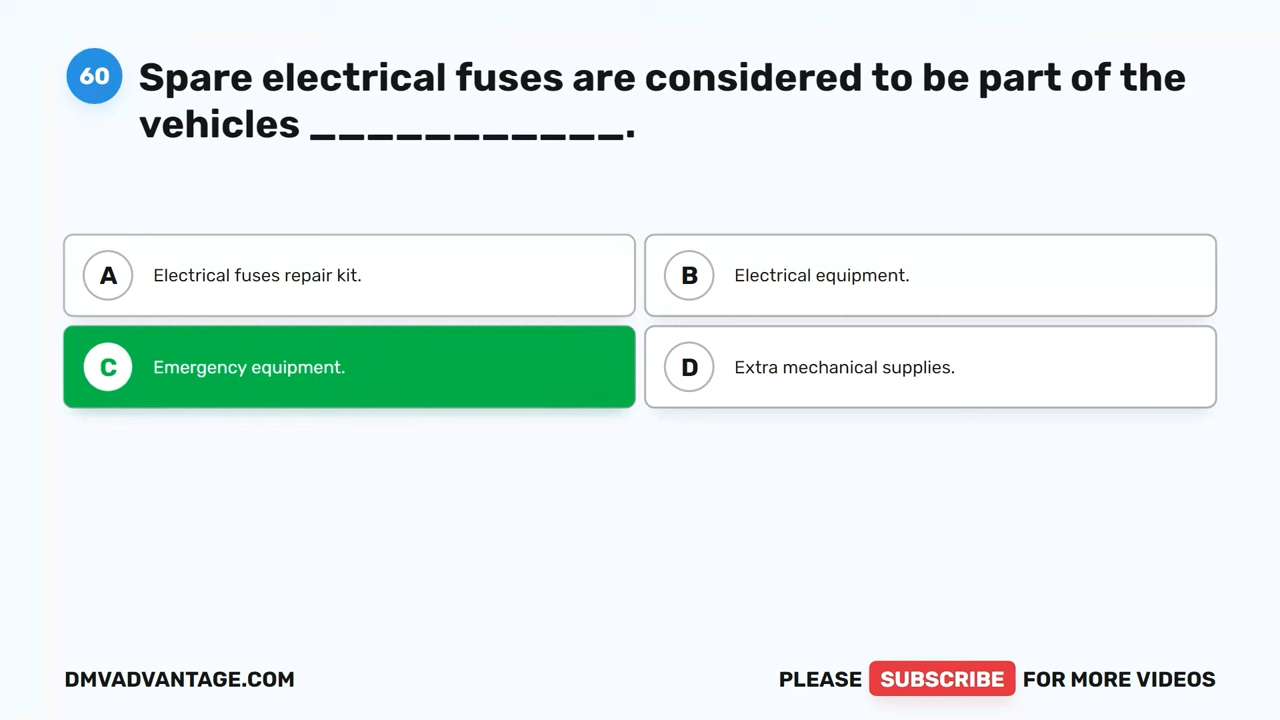 60
Spare electrical fuses are considered to be part of the
vehicles ___________.
A Electrical fuses repair kit.
B Electrical equipment.
C Emergency equipment.
D Extra mechanical supplies.
DMVADVANTAGE.COM
PLEASE SUBSCRIBE FOR MORE VIDEOS